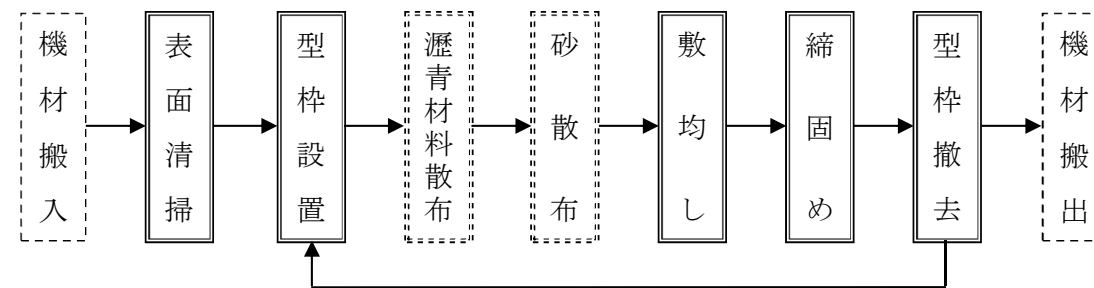 機材搬入
表面清掃
型枠設置
瀝青材料散布
砂散布
敷均し
締固め
型枠撤去
機材搬出